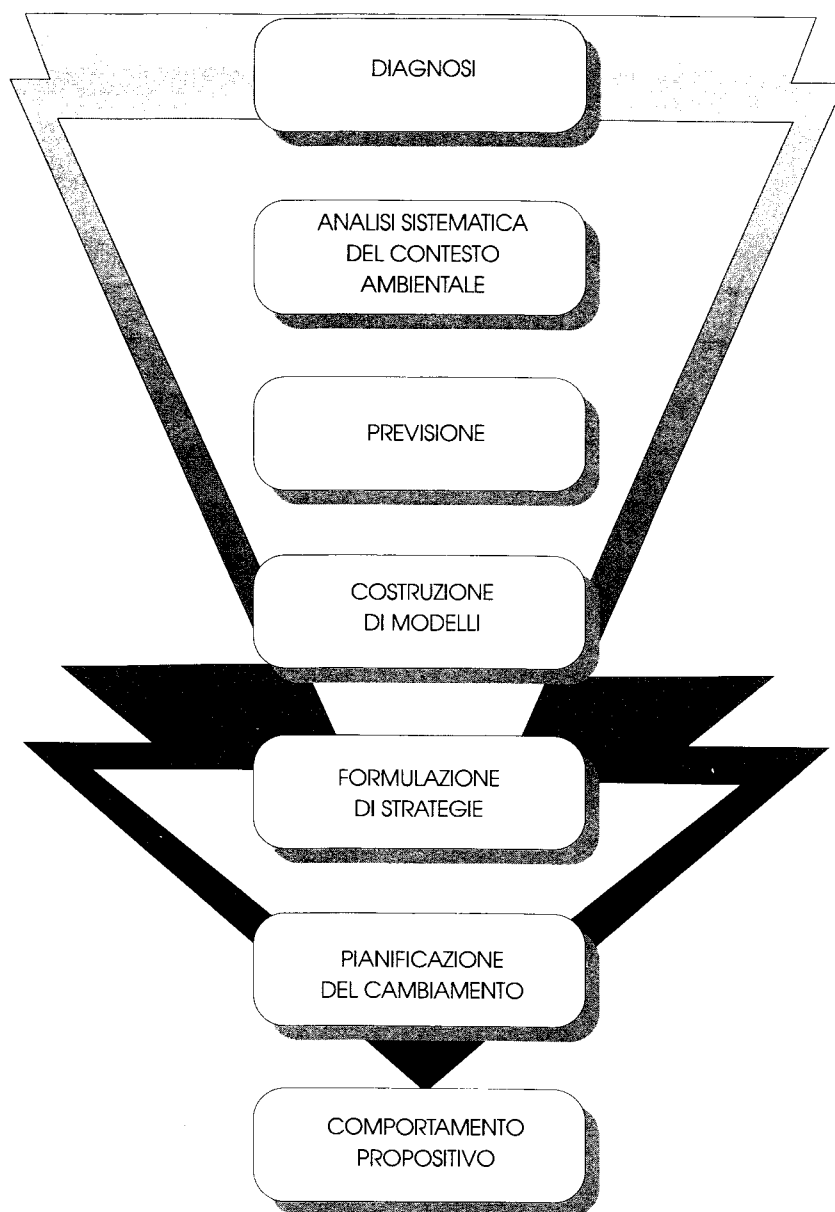 DIAGNOSI
ANALISI SISTEMATICA
DEL CONTESTO
AMBIENTALE
PREVISIONE
COSTRUZIONE
DI MODELLI
FORMULAZIONE
DI STRATEGIE
PIANIFICAZIONE
DEL CAMBIAMENTO
COMPORTAMENTO
PROPOSITIVO